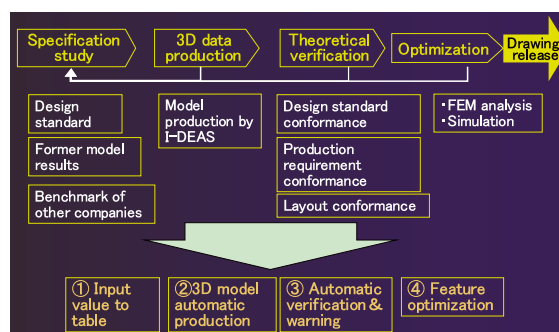 Specification
study
3D data
production
Theoretical
verification
Optimization
Drawing
release
Design
standard
Former model
results
Benchmark of
other companies
Model
production by
I-DEAS
Design standard
conformance
Production
requirement
conformance
Layout conformance
・FEM analysis
・Simulation
① Input
value to
table
②3D model
automatic
production
③ Automatic
verification &
warning
④ Feature
optimization